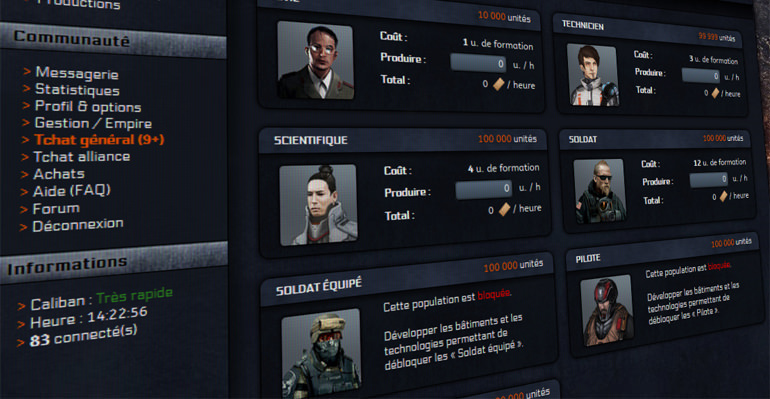 Productions
Communauté
> Messagerie
> Statistiques
> Profil & options
> Gestion / Empire
> Tchat général (9+)
> Tchat alliance
> Achats
> Aide (FAQ)
> Forum
> Déconnexion
Informations
> Caliban : Très rapide
> Heure : 14:22:56
> 83 connecté(s)
10 000 unités
Coût : 1 u. de formation
Produire : 0 u. / h
Total : 0 / heure
TECHNICIEN 99 999 unités
Coût : 3 u. de formation
Produire : 0 u. / h
Total : 0 / heure
SCIENTIFIQUE 100 000 unités
Coût : 4 u. de formation
Produire : 0 u. / h
Total : 0 / heure
SOLDAT 100 000 unités
Coût : 12 u. de formation
Produire : 0 u. / h
Total : 0 / heure
SOLDAT ÉQUIPÉ 100 000 unités
Cette population est bloquée.
Développer les bâtiments et les
technologies permettant de
débloquer les « Soldat équipé ».
PILOTE 100 000 unités
Cette population est bloquée.
Développer les bâtiments et les
technologies permettant de
débloquer les « Pilote ».
100 000 unités